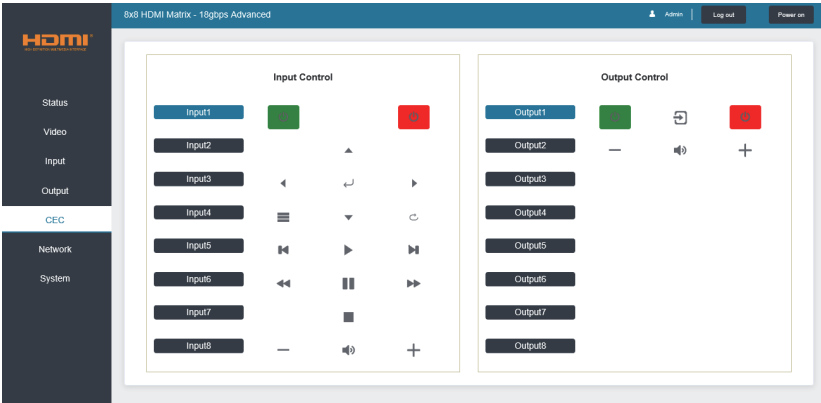 8x8 HDMI Matrix - 18gbps Advanced
Admin
Log out
Power on
HDMI
Status
Video
Input
Output
CEC
Network
System
Input Control
Input1
Input2
Input3
Input4
Input5
Input6
Input7
Input8
Output Control
Output1
Output2
Output3
Output4
Output5
Output6
Output7
Output8